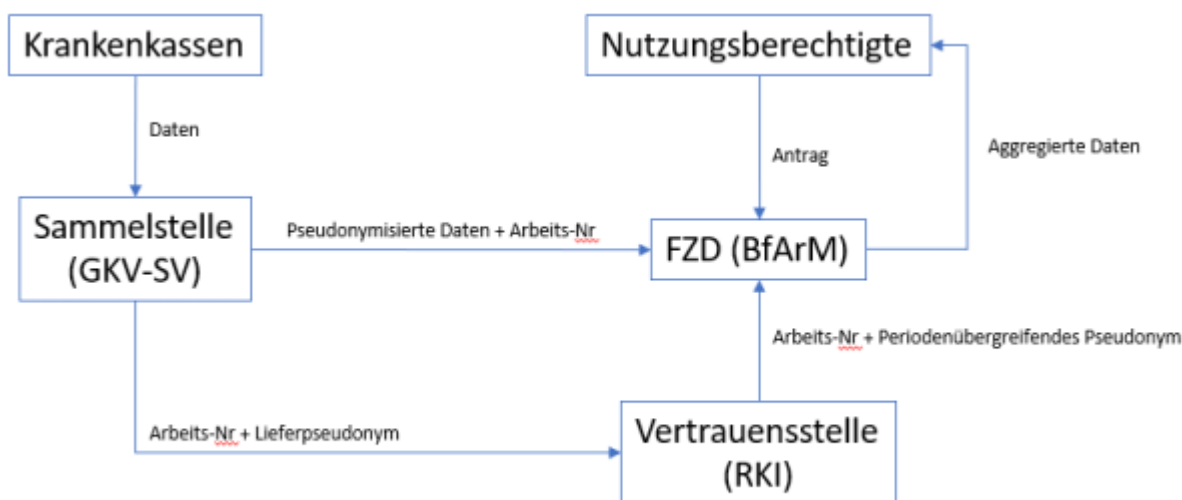 Krankenkassen
Nutzungsberechtigte
Daten
Antrag
Aggregierte Daten
Sammelstelle
(GKV-SV)
Pseudonymisierte Daten + Arbeits-Nr
FZD (BfArM)
Arbeits-Nr + Periodenübergreifendes Pseudonym
Arbeits-Nr + Lieferpseudonym
Vertrauensstelle
(RKI)